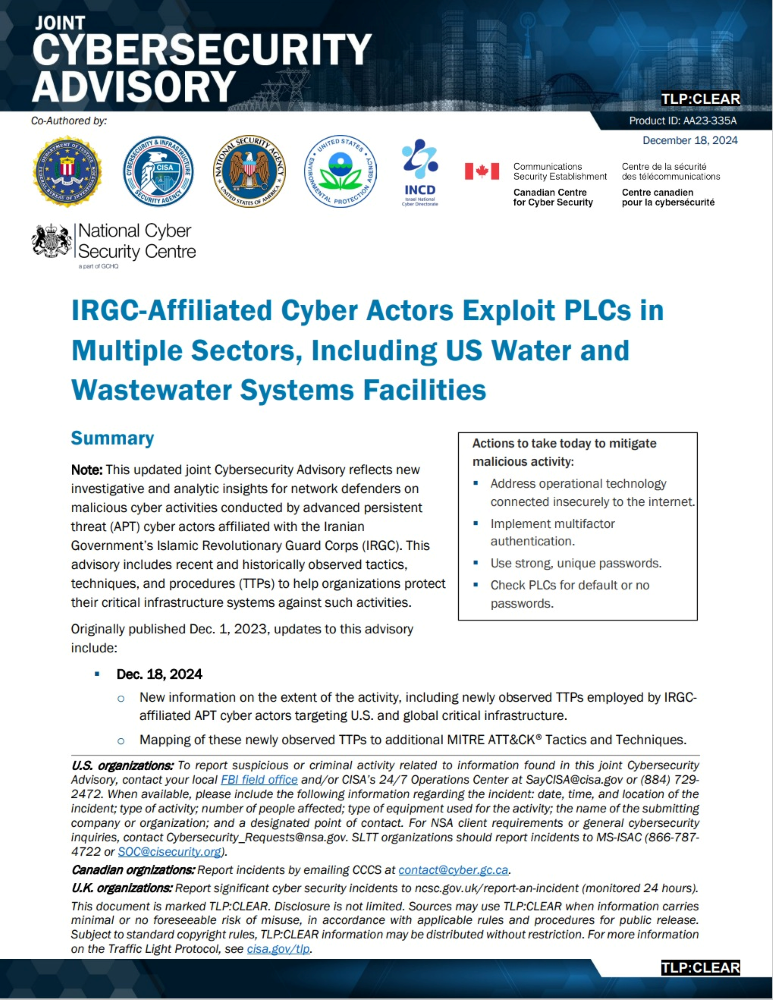 JOINT
CYBERSECURITY
ADVISORY
TLP:CLEAR
Co-Authored by:
Product ID: AA23-335A
December 18, 2024
CYBERSECURITY & INFRASTRUCTURE
CISA
SECURITY AGENCY
NATIONAL SECURITY AGENCY
UNITED STATES OF AMERICA
UNITED STATES
ENVIRONMENTAL PROTECTION AGENCY
INCD
Israel National
Cyber Directorate
Communications
Security Establishment
Canadian Centre
for Cyber Security
Centre de la sécurité
des télécommunications
Centre canadien
pour la cybersécurité
National Cyber
Security Centre
a part of GCHQ
IRGC-Affiliated Cyber Actors Exploit PLCs in
Multiple Sectors, Including US Water and
Wastewater Systems Facilities
Summary
Note: This updated joint Cybersecurity Advisory reflects new
investigative and analytic insights for network defenders on
malicious cyber activities conducted by advanced persistent
threat (APT) cyber actors affiliated with the Iranian
Government's Islamic Revolutionary Guard Corps (IRGC). This
advisory includes recent and historically observed tactics,
techniques, and procedures (TTPs) to help organizations protect
their critical infrastructure systems against such activities.
Originally published Dec. 1, 2023, updates to this advisory
include:
Actions to take today to mitigate
malicious activity:
▪ Address operational technology
connected insecurely to the internet.
▪ Implement multifactor
authentication.
▪ Use strong, unique passwords.
▪ Check PLCs for default or no
passwords.
▪ Dec. 18, 2024
o New information on the extent of the activity, including newly observed TTPs employed by IRGC-
affiliated APT cyber actors targeting U.S. and global critical infrastructure.
o Mapping of these newly observed TTPs to additional MITRE ATT&CK® Tactics and Techniques.
U.S. organizations: To report suspicious or criminal activity related to information found in this joint Cybersecurity
Advisory, contact your local FBI field office and/or CISA's 24/7 Operations Center at SayCISA@cisa.gov or (884) 729-
2472. When available, please include the following information regarding the incident: date, time, and location of the
incident; type of activity; number of people affected; type of equipment used for the activity; the name of the submitting
company or organization; and a designated point of contact. For NSA client requirements or general cybersecurity
inquiries, contact Cybersecurity_Requests@nsa.gov. SLTT organizations should report incidents to MS-ISAC (866-787-
4722 or SOC@cisecurity.org).
Canadian orgnizations: Report incidents by emailing CCCS at contact@cyber.gc.ca.
U.K. organizations: Report significant cyber security incidents to ncsc.gov.uk/report-an-incident (monitored 24 hours).
This document is marked TLP:CLEAR. Disclosure is not limited. Sources may use TLP:CLEAR when information carries
minimal or no foreseeable risk of misuse, in accordance with applicable rules and procedures for public release.
Subject to standard copyright rules, TLP:CLEAR information may be distributed without restriction. For more information
on the Traffic Light Protocol, see cisa.gov/tlp.
TLP:CLEAR